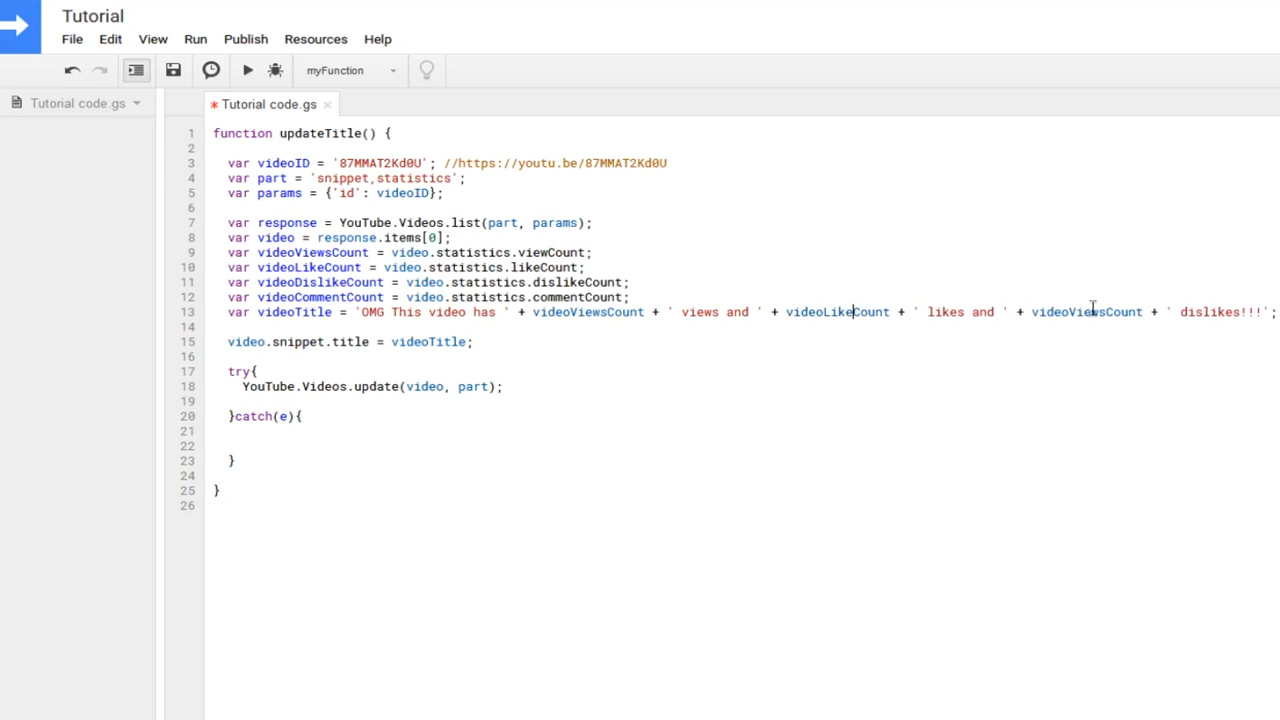 Tutorial
File Edit View Run Publish Resources Help
myFunction
Tutorial code.gs
* Tutorial code.gs ×
1 function updateTitle() {
2
3 var videoID = '87MMAT2Kd0U'; //https://youtu.be/87MMAT2Kd0U
4 var part = 'snippet,statistics';
5 var params = {'id': videoID};
6
7 var response = YouTube.Videos.list(part, params);
8 var video = response.items[0];
9 var videoViewsCount = video.statistics.viewCount;
10 var videoLikeCount = video.statistics.likeCount;
11 var videoDislikeCount = video.statistics.dislikeCount;
12 var videoCommentCount = video.statistics.commentCount;
13 var videoTitle = 'OMG This video has ' + videoViewsCount + ' views and ' + videoLikeCount + ' likes and ' + videoViewsCount + ' dislikes!!!';
14
15 video.snippet.title = videoTitle;
16
17 try{
18 YouTube.Videos.update(video, part);
19
20 }catch(e){
21
22
23 }
24
25 }
26